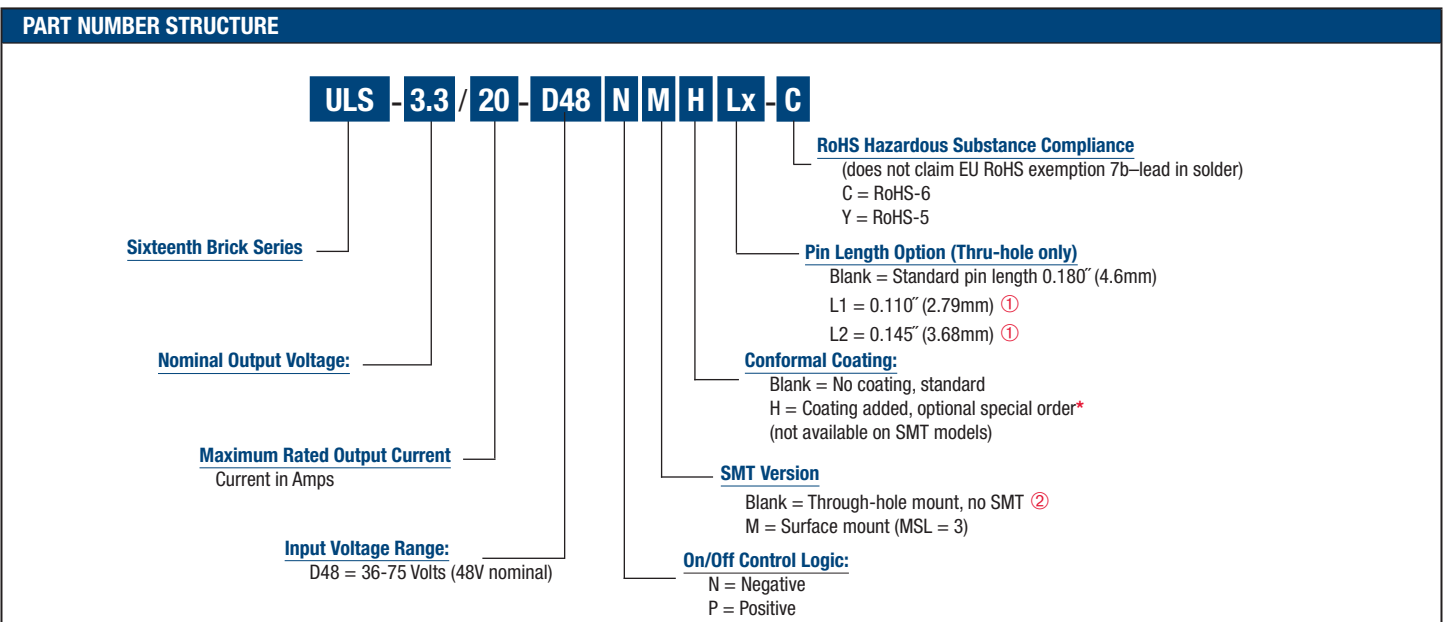 PART NUMBER STRUCTURE
ULS - 3.3 / 20 - D48 N M H Lx - C
RoHS Hazardous Substance Compliance
(does not claim EU RoHS exemption 7b–lead in solder)
C = RoHS-6
Y = RoHS-5
Sixteenth Brick Series
Pin Length Option (Thru-hole only)
Blank = Standard pin length 0.180˝ (4.6mm)
L1 = 0.110˝ (2.79mm) ①
L2 = 0.145˝ (3.68mm) ①
Nominal Output Voltage:
Conformal Coating:
Blank = No coating, standard
H = Coating added, optional special order*
(not available on SMT models)
Maximum Rated Output Current
Current in Amps
SMT Version
Blank = Through-hole mount, no SMT ②
M = Surface mount (MSL = 3)
Input Voltage Range:
D48 = 36-75 Volts (48V nominal)
On/Off Control Logic:
N = Negative
P = Positive